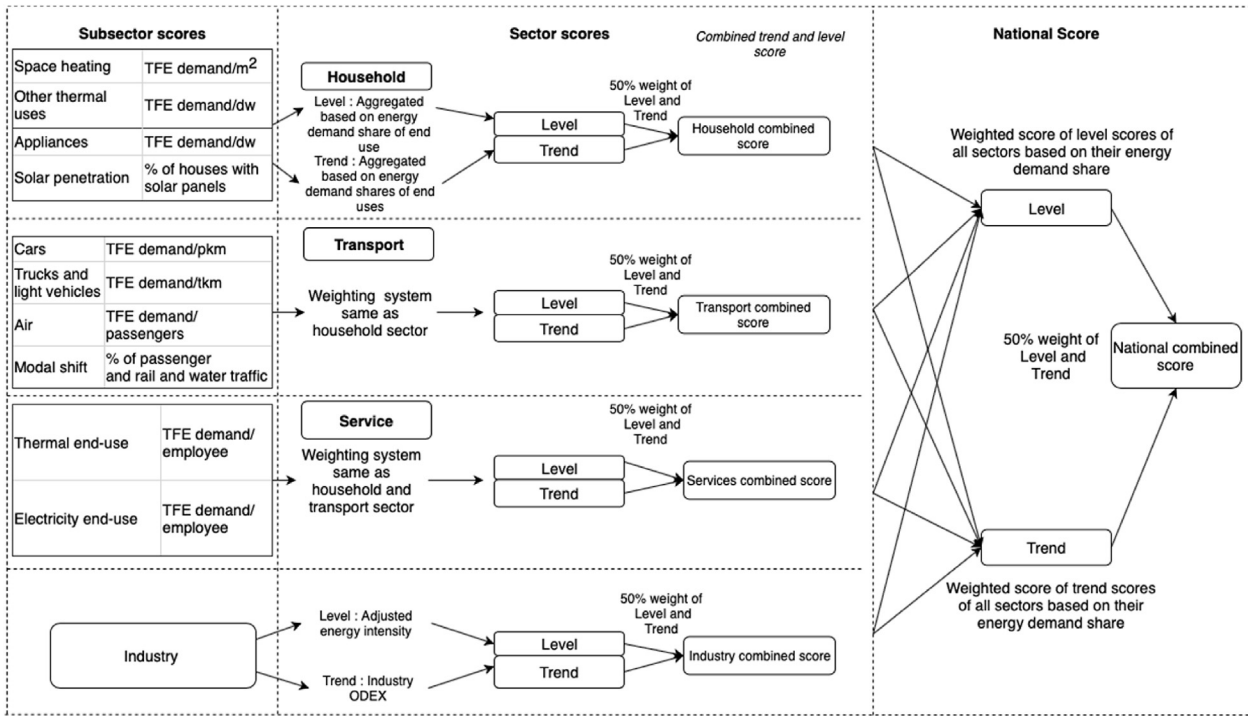 Subsector scores
Sector scores
Combined trend and level
score
National Score
Space heating
TFE demand/m²
Other thermal
uses
TFE demand/dw
Appliances
TFE demand/dw
Solar penetration
% of houses with
solar panels
Household
Level : Aggregated
based on energy
demand share of end
use
Trend : Aggregated
based on energy
demand shares of end
uses
Level
Trend
50% weight of
Level and
Trend
Household combined
score
Cars
TFE demand/pkm
Trucks and
light vehicles
TFE demand/tkm
Air
TFE demand/
passengers
Modal shift
% of passenger
and rail and water traffic
Transport
Weighting system
same as
household sector
Level
Trend
50% weight of
Level and
Trend
Transport combined
score
Thermal end-use
TFE demand/
employee
Electricity end-use
TFE demand/
employee
Service
Weighting system
same as
household and
transport sector
Level
Trend
50% weight of
Level and
Trend
Services combined score
Industry
Level : Adjusted
energy intensity
Trend : Industry
ODEX
Level
Trend
50% weight of
Level and
Trend
Industry combined score
Weighted score of level scores of
all sectors based on their energy
demand share
Level
50% weight of
Level and
Trend
National combined
score
Trend
Weighted score of trend scores
of all sectors based on their
energy demand share